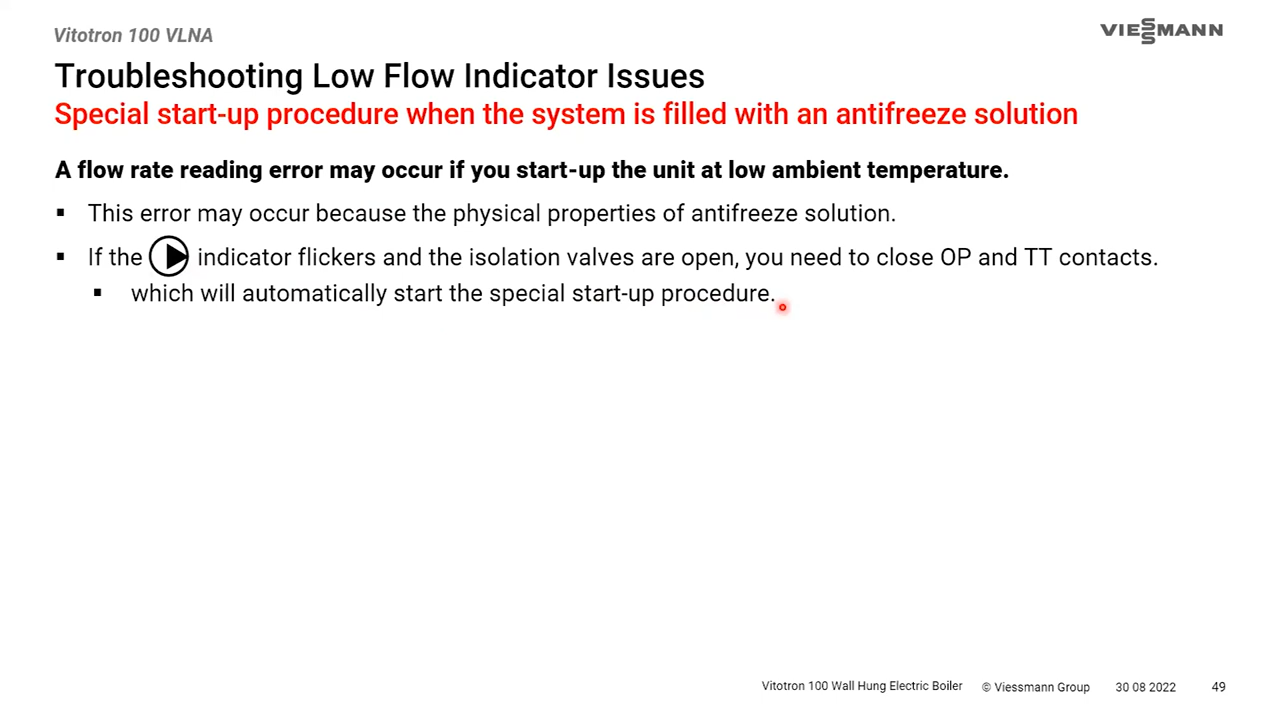 Vitotron 100 VLNA
VIESSMANN
Troubleshooting Low Flow Indicator Issues
Special start-up procedure when the system is filled with an antifreeze solution
A flow rate reading error may occur if you start-up the unit at low ambient temperature.
▪ This error may occur because the physical properties of antifreeze solution.
▪ If the indicator flickers and the isolation valves are open, you need to close OP and TT contacts.
▪ which will automatically start the special start-up procedure.
Vitotron 100 Wall Hung Electric Boiler © Viessmann Group 30 08 2022 49